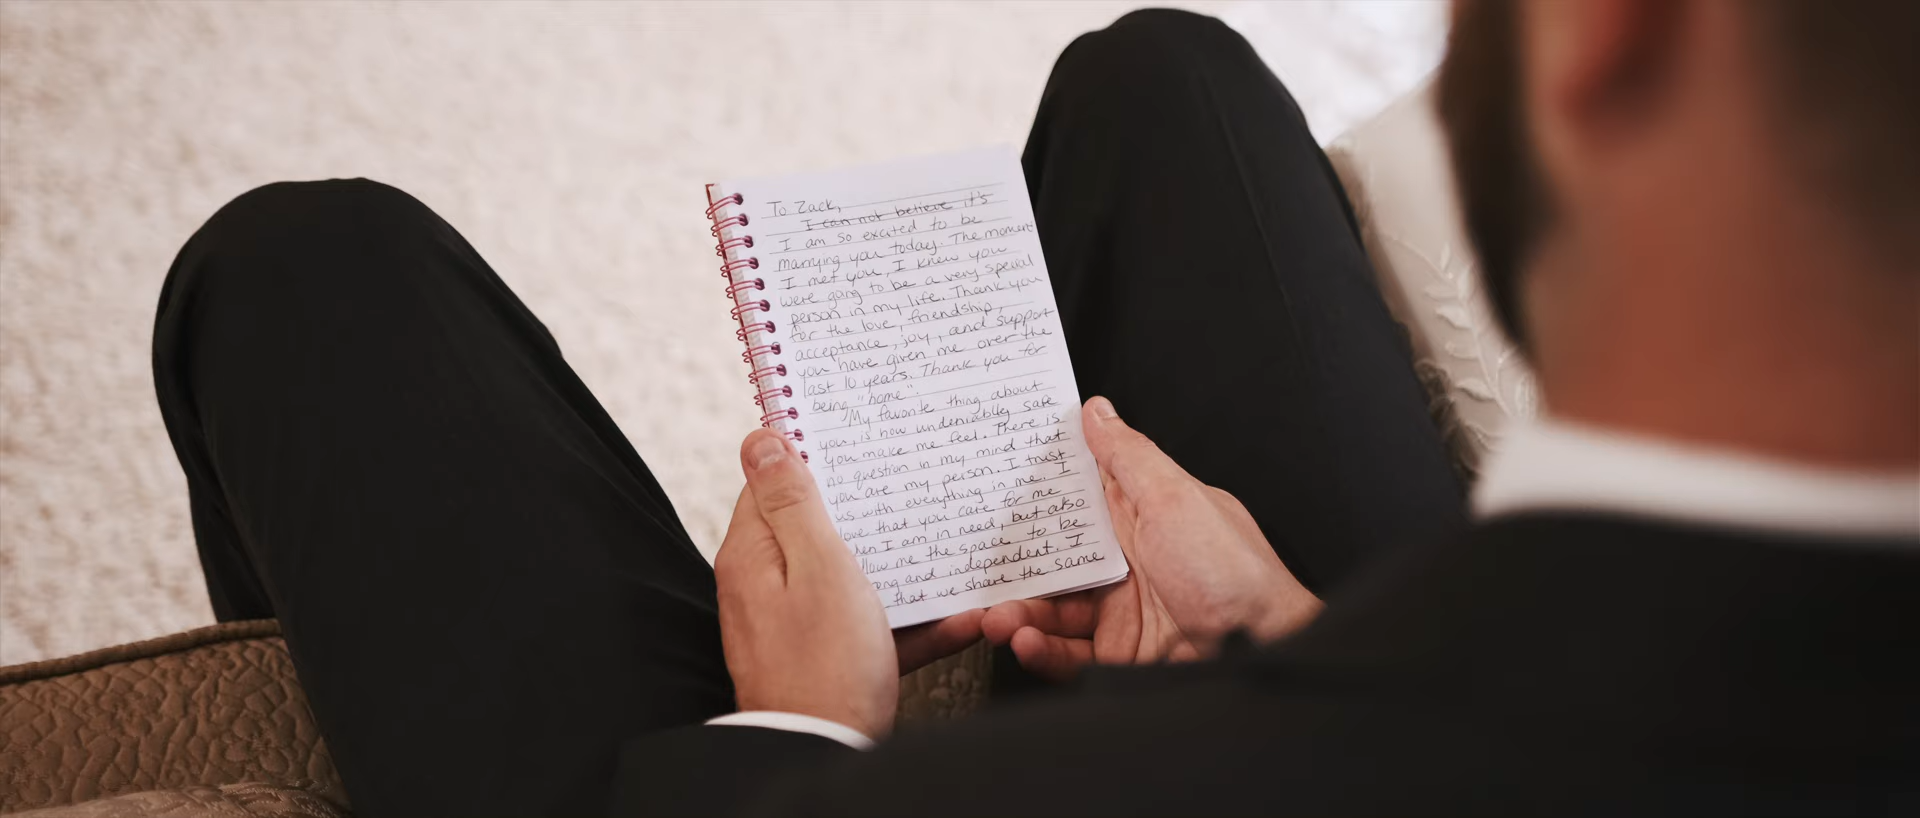 To Zack,
I can not believe it's
I am so excited to be
marrying you today. The moment
I met you, I knew you
were going to be a very special
person in my life. Thank you
for the love, friendship,
acceptance, joy, and support
you have given me over the
last 10 years. Thank you for
being "home".
My favorite thing about
you, is how undeniably safe
you make me feel. There is
no question in my mind that
you are my person. I trust
us with everything in me. I
love that you care for me
hen I am in need, but also
llow me the space to be
rong and independent. I
that we share the same